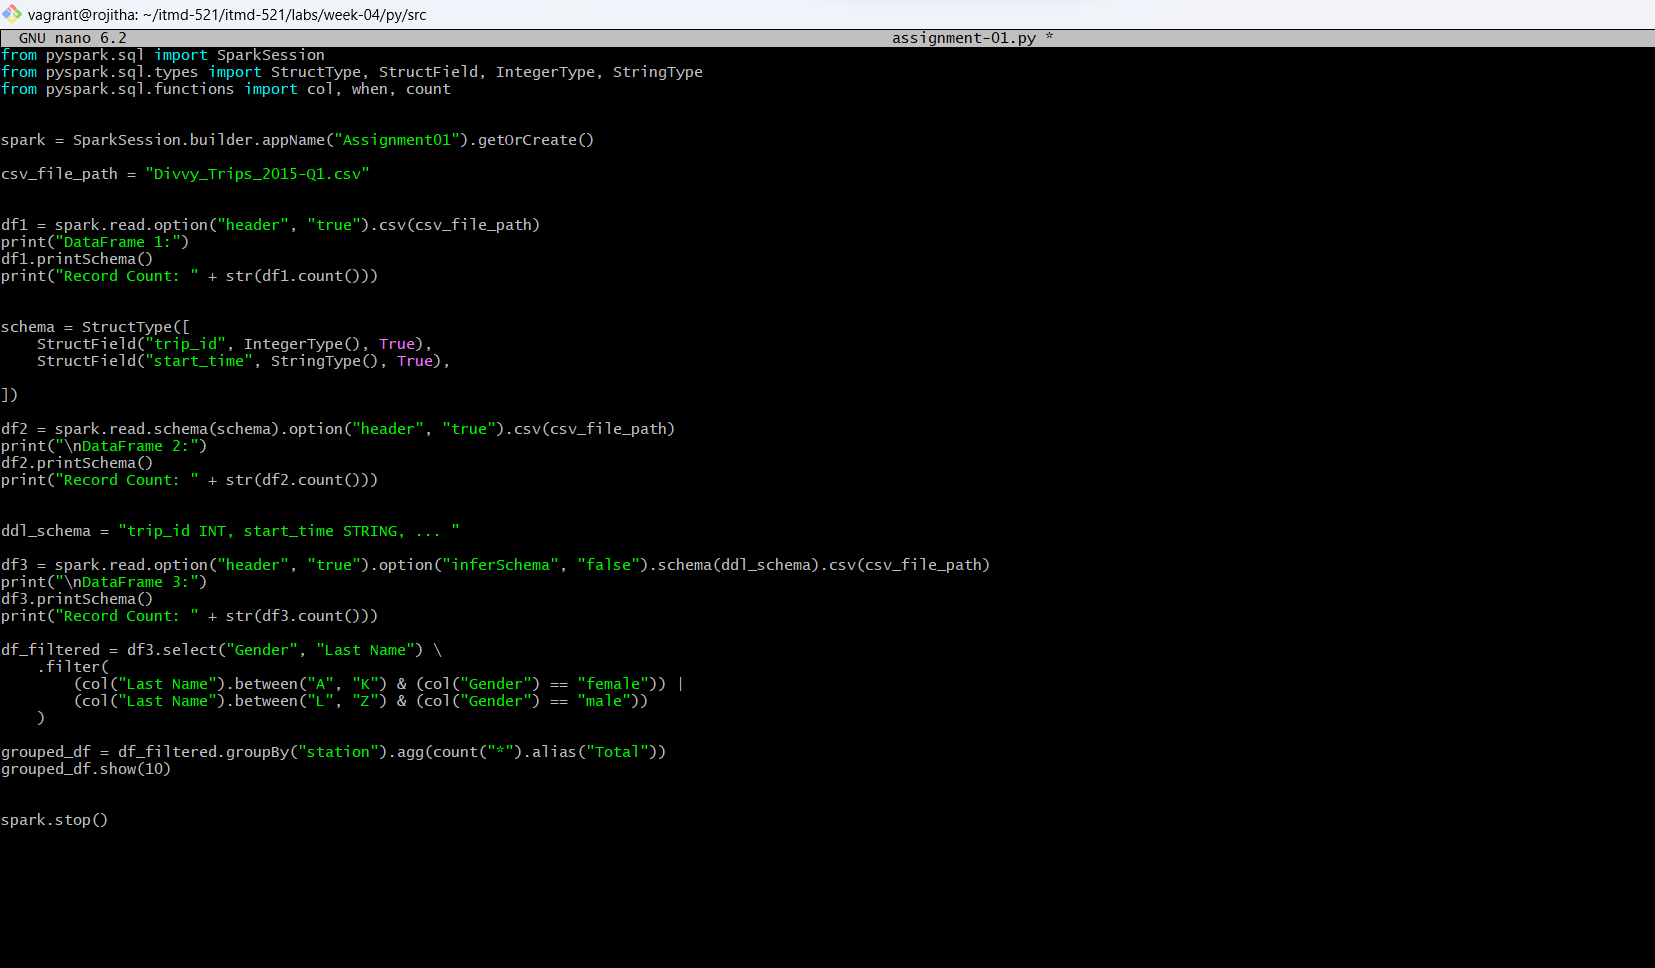 vagrant@rojitha: ~/itmd-521/itmd-521/labs/week-04/py/src
GNU nano 6.2 assignment-01.py *
from pyspark.sql import SparkSession
from pyspark.sql.types import StructType, StructField, IntegerType, StringType
from pyspark.sql.functions import col, when, count
spark = SparkSession.builder.appName("Assignment01").getOrCreate()
csv_file_path = "Divvy_Trips_2015-Q1.csv"
df1 = spark.read.option("header", "true").csv(csv_file_path)
print("DataFrame 1:")
df1.printSchema()
print("Record Count: " + str(df1.count()))
schema = StructType([
    StructField("trip_id", IntegerType(), True),
    StructField("start_time", StringType(), True),
])
df2 = spark.read.schema(schema).option("header", "true").csv(csv_file_path)
print("\nDataFrame 2:")
df2.printSchema()
print("Record Count: " + str(df2.count()))
ddl_schema = "trip_id INT, start_time STRING, ... "
df3 = spark.read.option("header", "true").option("inferSchema", "false").schema(ddl_schema).csv(csv_file_path)
print("\nDataFrame 3:")
df3.printSchema()
print("Record Count: " + str(df3.count()))
df_filtered = df3.select("Gender", "Last Name") \
    .filter(
        (col("Last Name").between("A", "K") & (col("Gender") == "female")) |
        (col("Last Name").between("L", "Z") & (col("Gender") == "male"))
    )
grouped_df = df_filtered.groupBy("station").agg(count("*").alias("Total"))
grouped_df.show(10)
spark.stop()